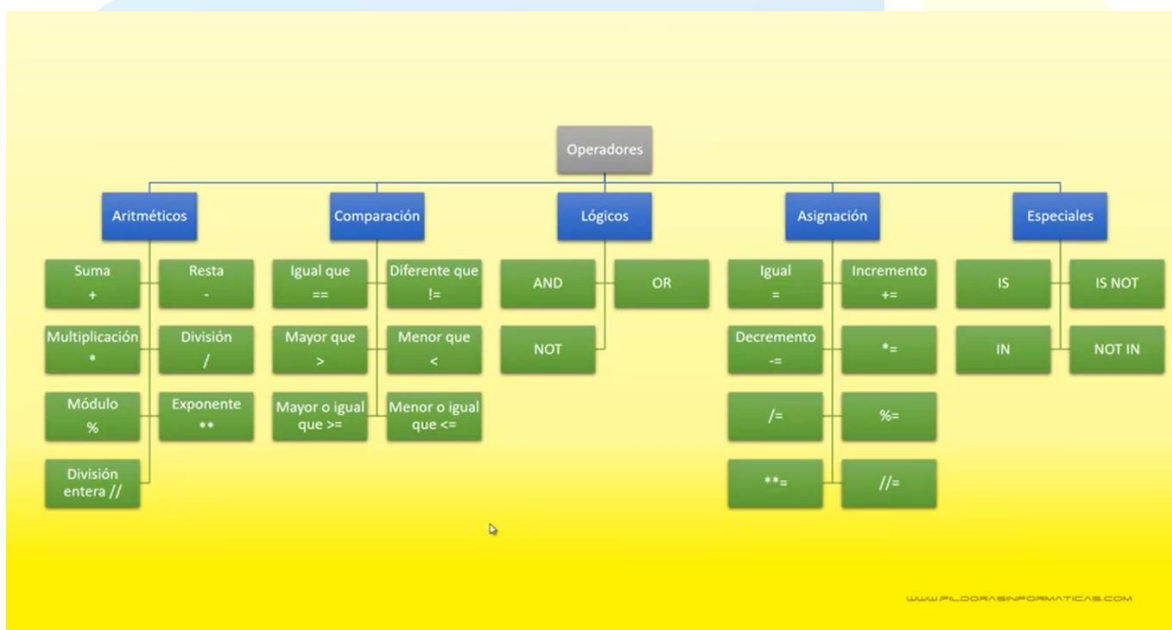 Operadores
Aritméticos
Comparación
Lógicos
Asignación
Especiales
Suma
+
Resta
-
Multiplicación
*
División
/
Módulo
%
Exponente
**
División
entera //
Igual que
==
Diferente que
!=
Mayor que
>
Menor que
<
Mayor o igual
que >=
Menor o igual
que <=
AND
OR
NOT
Igual
=
Incremento
+=
Decremento
-=
*=
/=
%=
**=
//=
IS
IS NOT
IN
NOT IN
WWW.PILDORASINFORMATICAS.COM